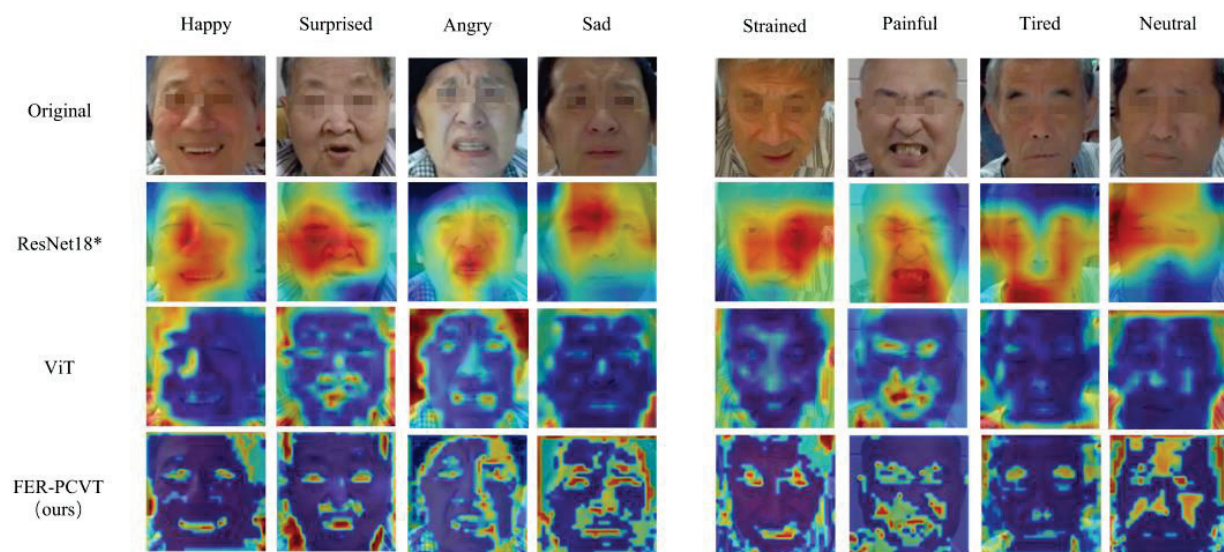 Happy Surprised Angry Sad Strained Painful Tired Neutral
Original
ResNet18*
ViT
FER-PCVT
(ours)